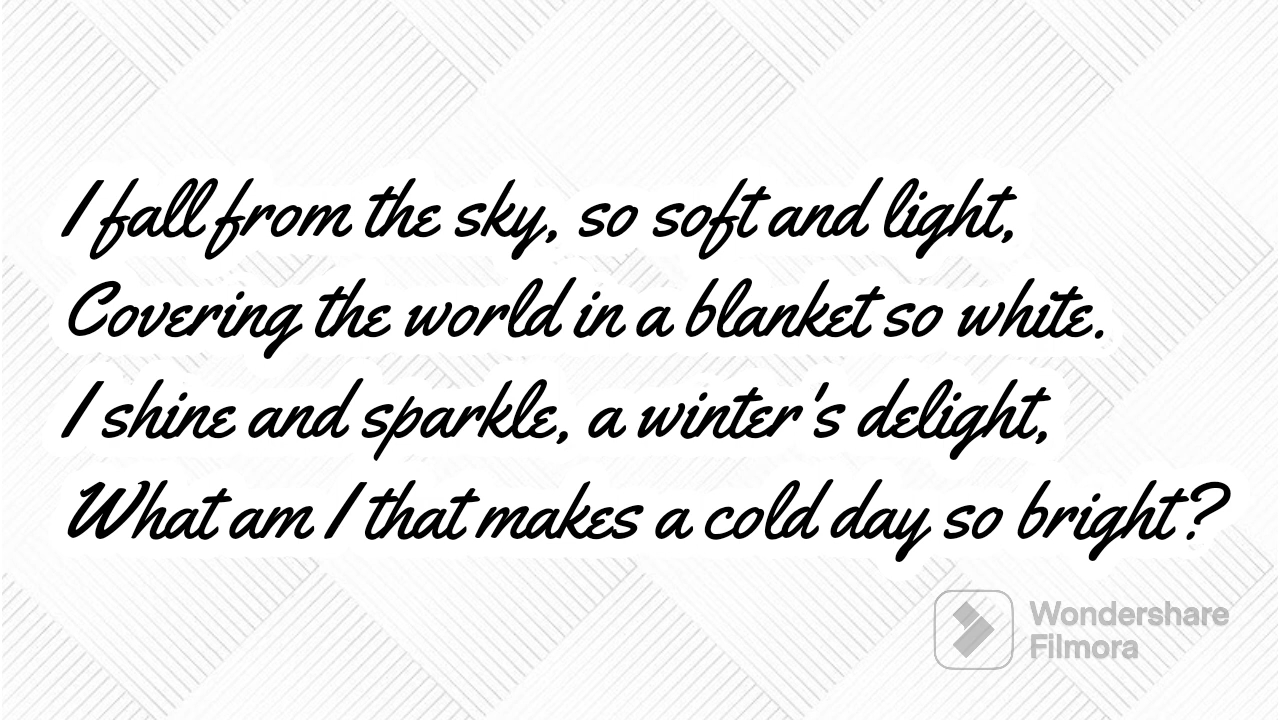 I fall from the sky, so soft and light,
Covering the world in a blanket so white.
I shine and sparkle, a winter's delight,
What am I that makes a cold day so bright?
Wondershare
Filmora